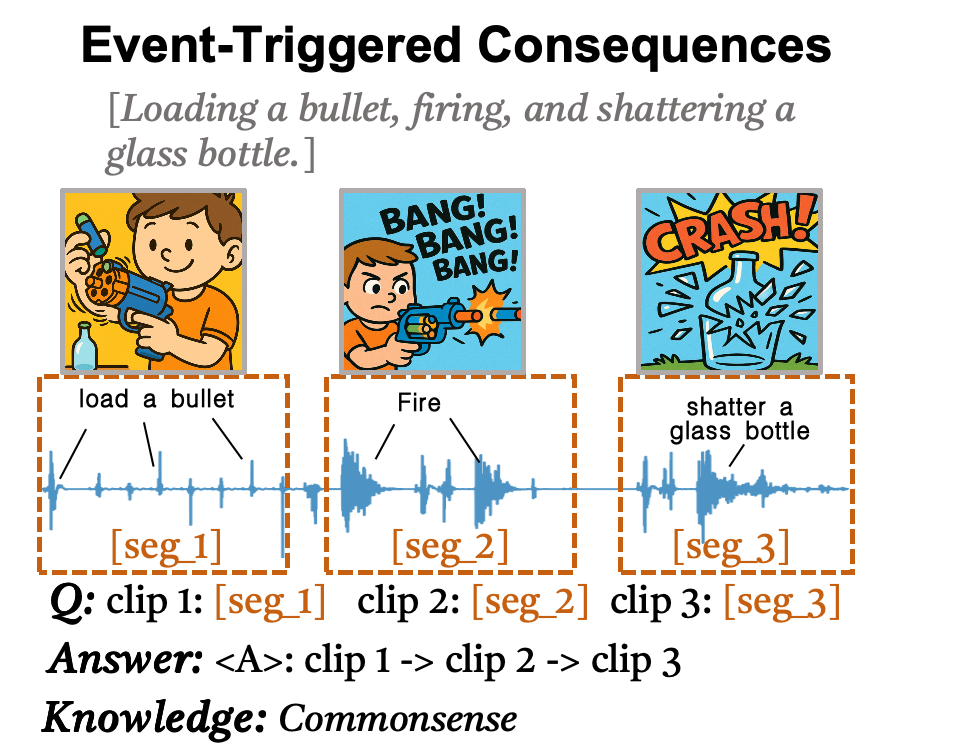 Event-Triggered Consequences
[Loading a bullet, firing, and shattering a
glass bottle.]
BANG!
BANG!
BANG!
CRASH!
load a bullet
Fire
shatter a
glass bottle
[seg_1]
[seg_2]
[seg_3]
Q: clip 1: [seg_1] clip 2: [seg_2] clip 3: [seg_3]
Answer: <A>: clip 1 -> clip 2 -> clip 3
Knowledge: Commonsense